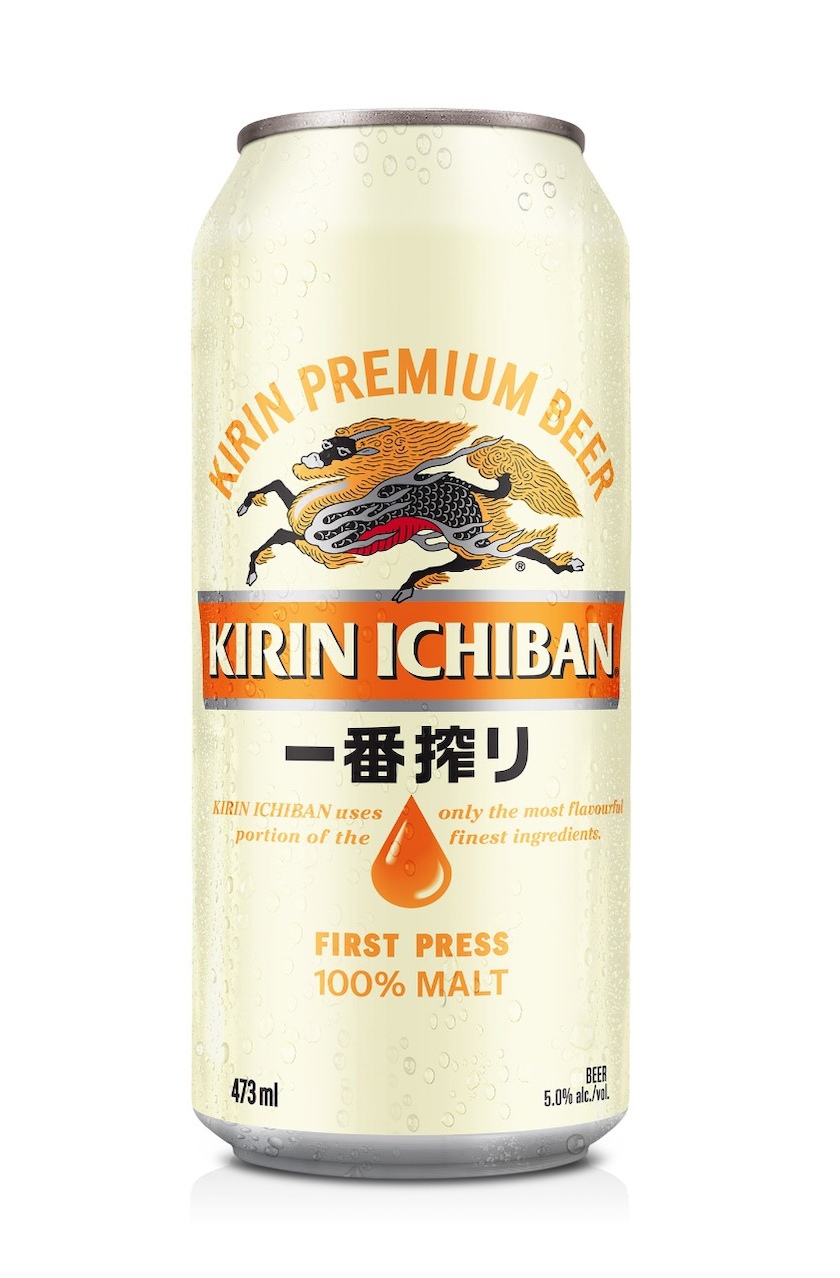 KIRIN PREMIUM BEER
®
KIRIN ICHIBAN
一番搾り
KIRIN ICHIBAN uses only the most flavourful
portion of the finest ingredients.
FIRST PRESS
100% MALT
473 ml
BEER
5.0% alc./vol.